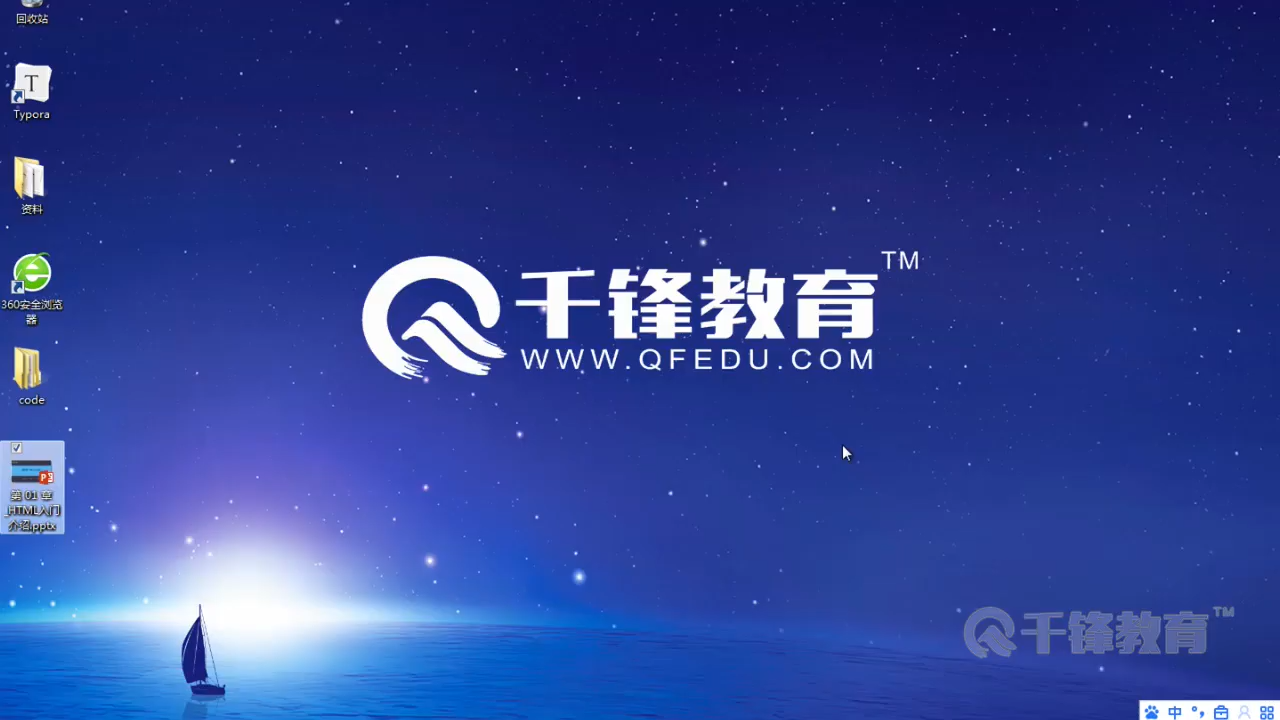 回收站
T
Typora
资料
360安全浏览
器
code
第 01 章
_HTML入门
介绍.pptx
千锋教育TM
WWW.QFEDU.COM
千锋教育TM
中